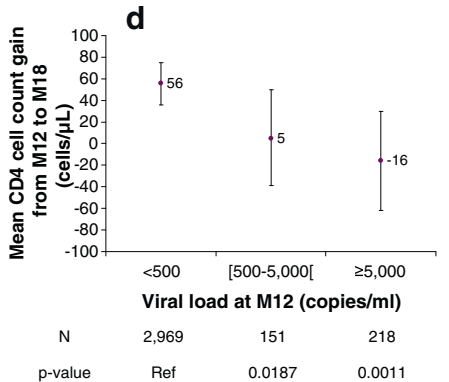 d
Mean CD4 cell count gain
from M12 to M18
(cells/µL)
100
80
60
40
20
0
-20
-40
-60
-80
-100
56
5
-16
<500 [500-5,000[ ≥5,000
Viral load at M12 (copies/ml)
N 2,969 151 218
p-value Ref 0.0187 0.0011